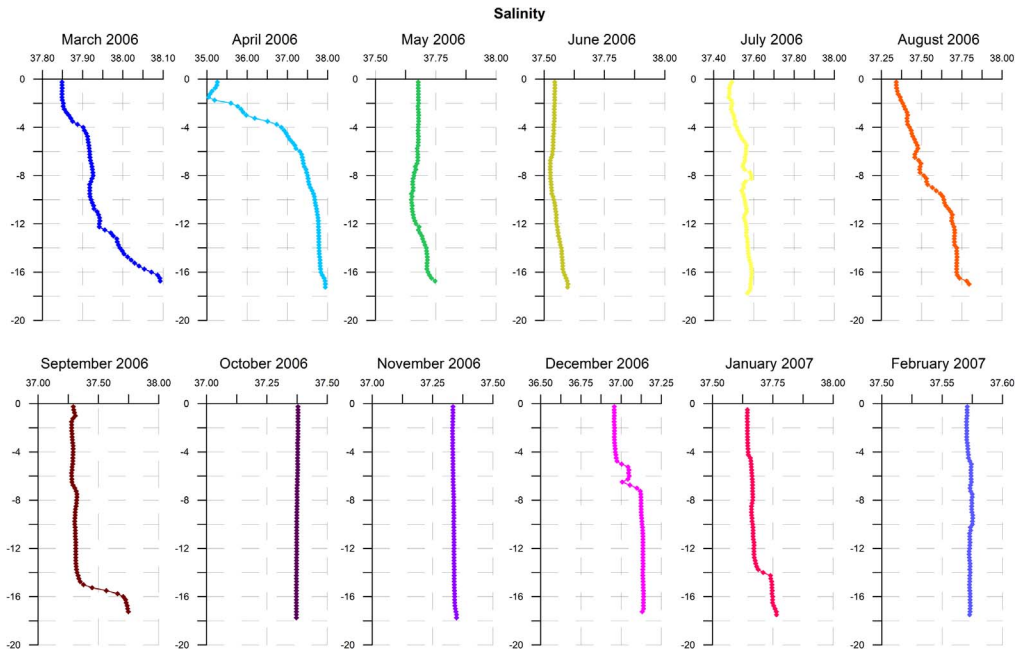 Salinity
March 2006 April 2006 May 2006 June 2006 July 2006 August 2006
37.80 37.90 38.00 38.10 35.00 36.00 37.00 38.00 37.50 37.75 38.00 37.50 37.75 38.00 37.40 37.60 37.80 38.00 37.25 37.50 37.75 38.00
0 0 0 0 0 0
-4 -4 -4 -4 -4 -4
-8 -8 -8 -8 -8 -8
-12 -12 -12 -12 -12 -12
-16 -16 -16 -16 -16 -16
-20 -20 -20 -20 -20 -20
September 2006 October 2006 November 2006 December 2006 January 2007 February 2007
37.00 37.50 38.00 37.00 37.25 37.50 37.00 37.25 37.50 36.50 36.75 37.00 37.25 37.50 37.75 38.00 37.50 37.55 37.60
0 0 0 0 0 0
-4 -4 -4 -4 -4 -4
-8 -8 -8 -8 -8 -8
-12 -12 -12 -12 -12 -12
-16 -16 -16 -16 -16 -16
-20 -20 -20 -20 -20 -20